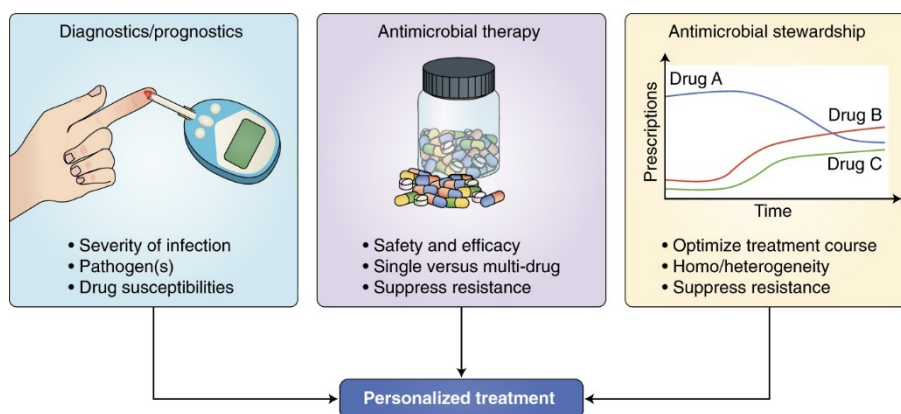 Diagnostics/prognostics
• Severity of infection
• Pathogen(s)
• Drug susceptibilities
Antimicrobial therapy
• Safety and efficacy
• Single versus multi-drug
• Suppress resistance
Antimicrobial stewardship
Prescriptions
Drug A
Drug B
Drug C
Time
• Optimize treatment course
• Homo/heterogeneity
• Suppress resistance
Personalized treatment